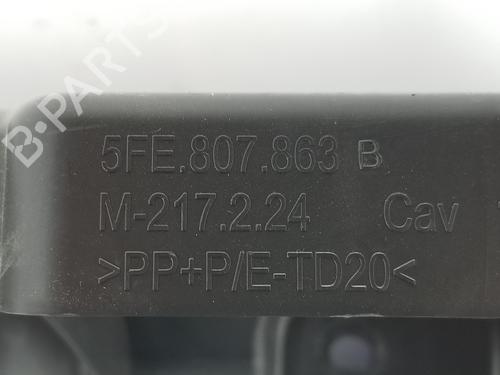 B-PARTS
5FE.807.863 B
M-217.2.24 Cav
>PP+P/E-TD20<